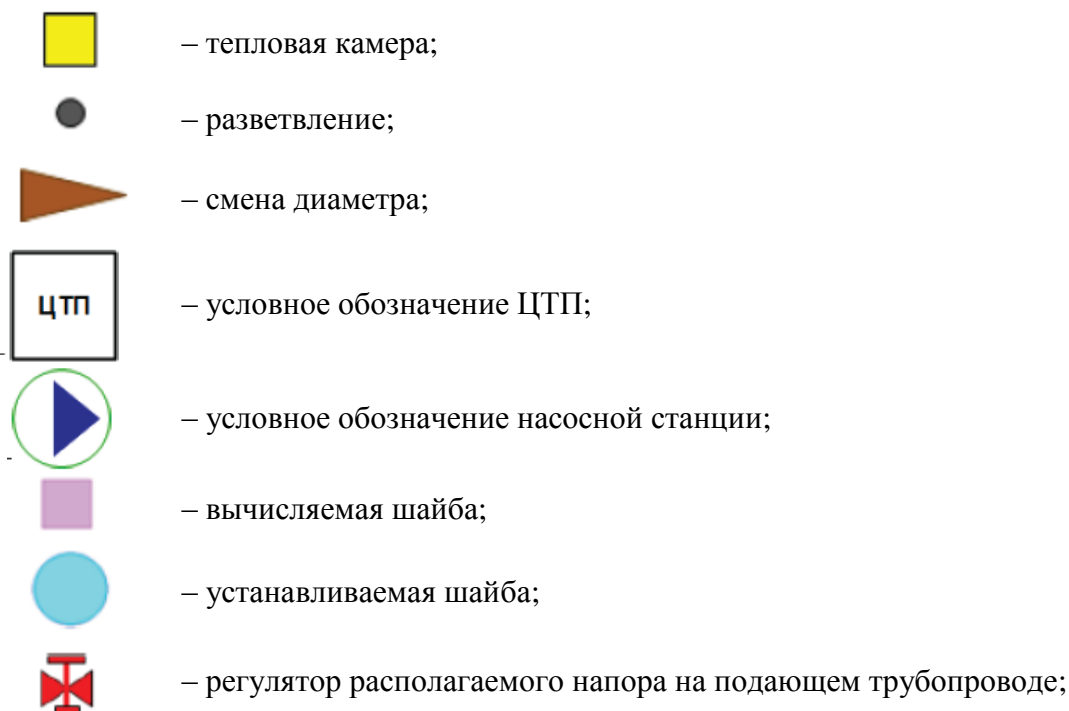 – тепловая камера;
– разветвление;
– смена диаметра;
ЦТП – условное обозначение ЦТП;
– условное обозначение насосной станции;
– вычисляемая шайба;
– устанавливаемая шайба;
– регулятор располагаемого напора на подающем трубопроводе;